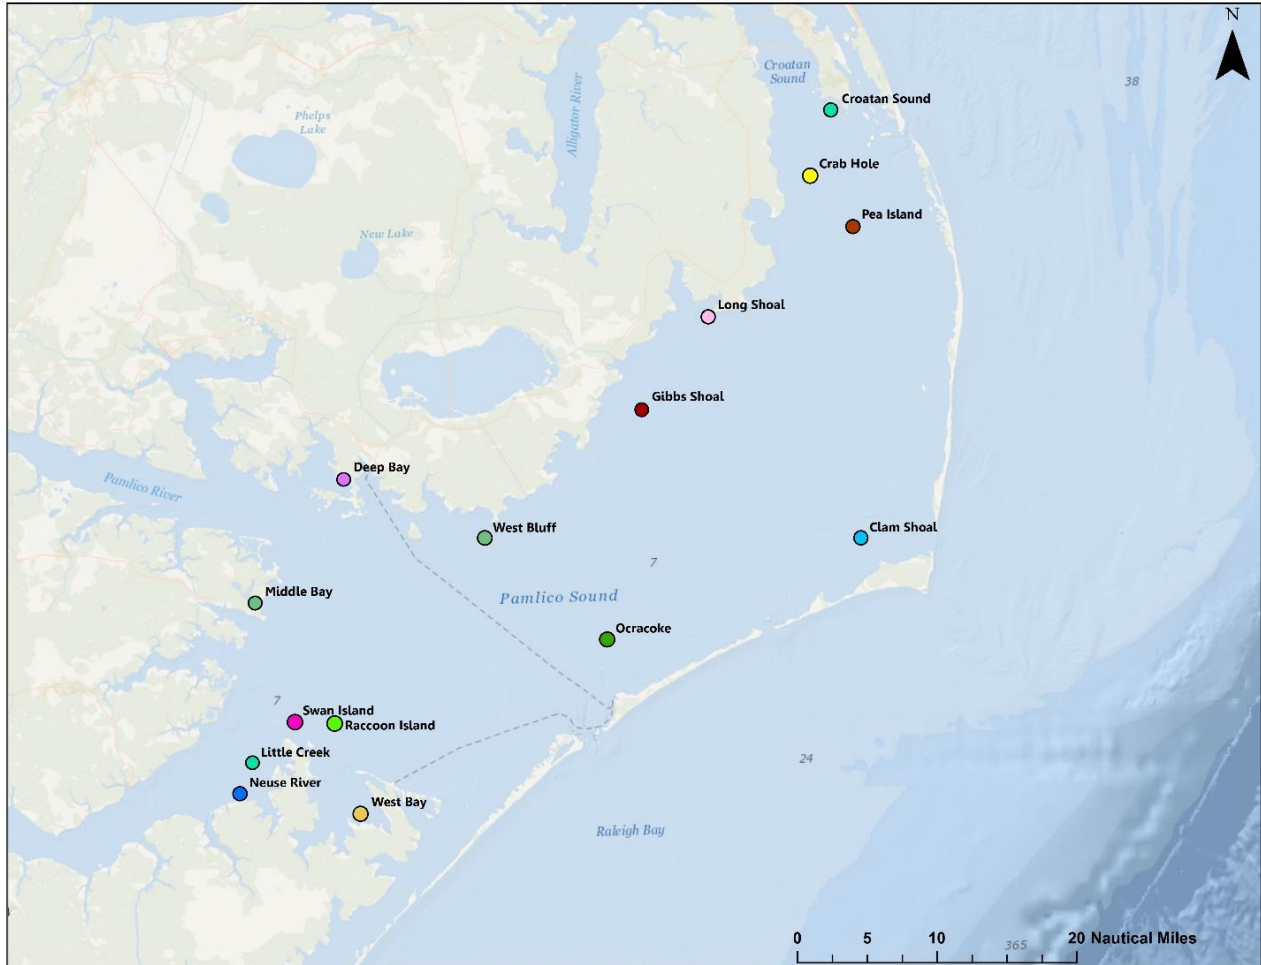 N
Croatan
Sound
38
Croatan Sound
Alligator River
Phelps
Lake
Crab Hole
Pea Island
New Lake
Long Shoal
Gibbs Shoal
Deep Bay
Pamlico River
West Bluff
Clam Shoal
7
Middle Bay
Pamlico Sound
Ocracoke
7
Swan Island
Raccoon Island
Little Creek
24
Neuse River
West Bay
Raleigh Bay
0 5 10 20 Nautical Miles
365